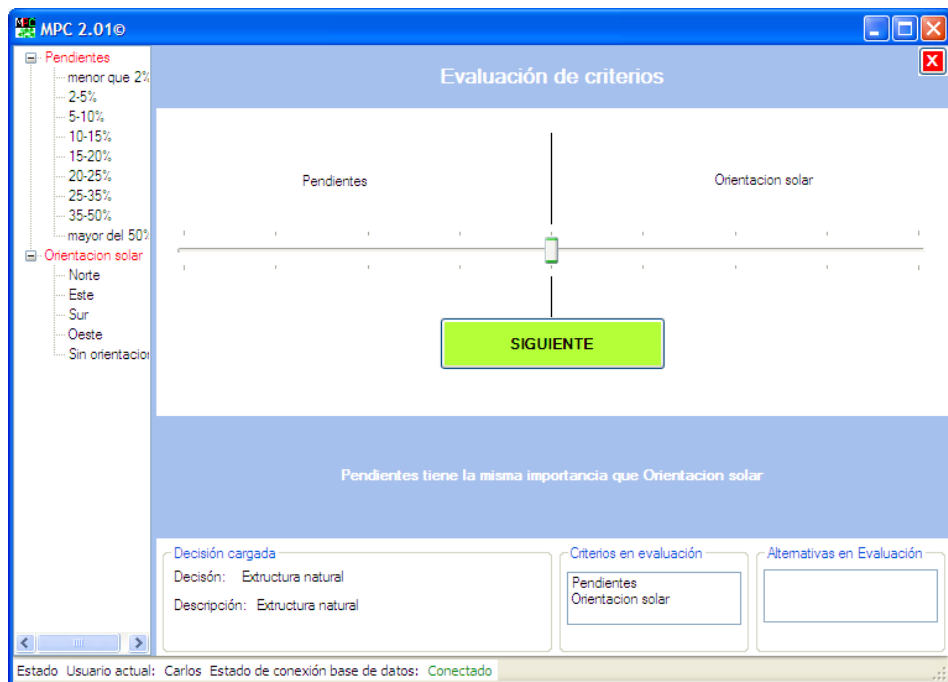 MPC 2.01©
Pendientes
menor que 2%
2-5%
5-10%
10-15%
15-20%
20-25%
25-35%
35-50%
mayor del 50%
Orientacion solar
Norte
Este
Sur
Oeste
Sin orientacion
Evaluación de criterios
X
Pendientes
Orientacion solar
SIGUIENTE
Pendientes tiene la misma importancia que Orientacion solar
Decisión cargada
Decisón: Extructura natural
Descripción: Extructura natural
Criterios en evaluación
Pendientes
Orientacion solar
Alternativas en Evaluación
Estado Usuario actual: Carlos Estado de conexión base de datos: Conectado